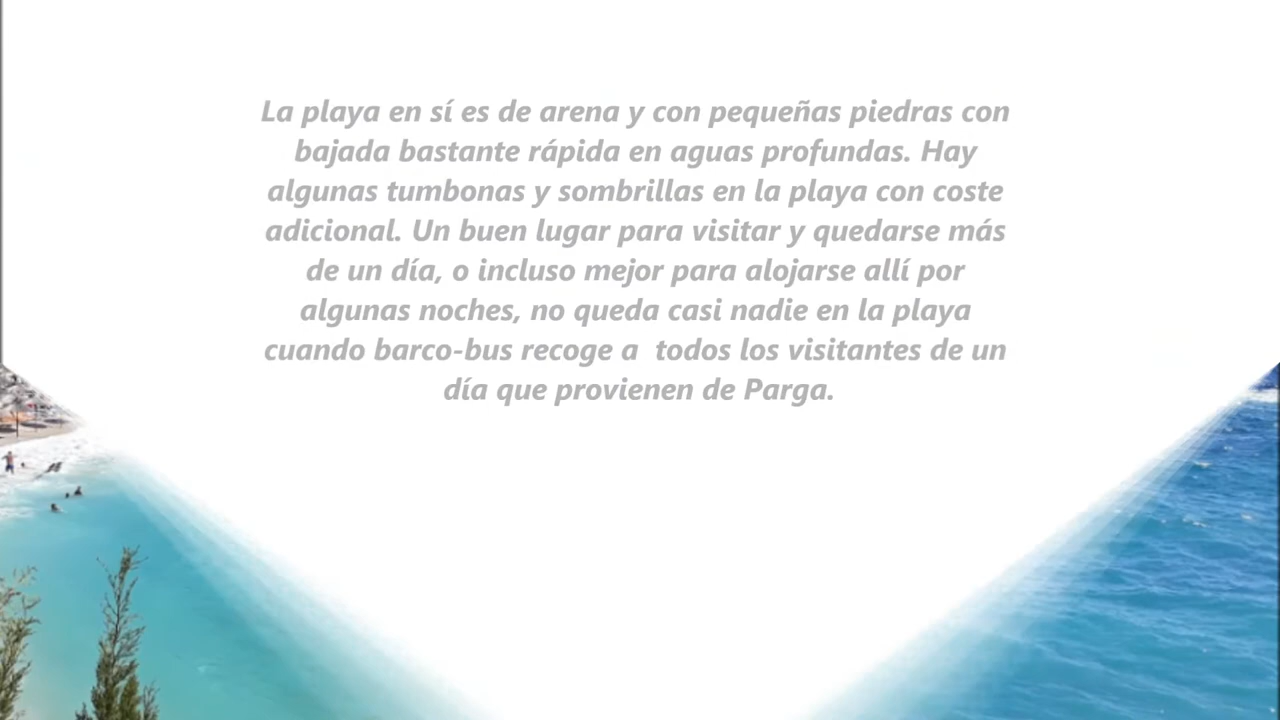 La playa en sí es de arena y con pequeñas piedras con
bajada bastante rápida en aguas profundas. Hay
algunas tumbonas y sombrillas en la playa con coste
adicional. Un buen lugar para visitar y quedarse más
de un día, o incluso mejor para alojarse allí por
algunas noches, no queda casi nadie en la playa
cuando barco-bus recoge a  todos los visitantes de un
día que provienen de Parga.